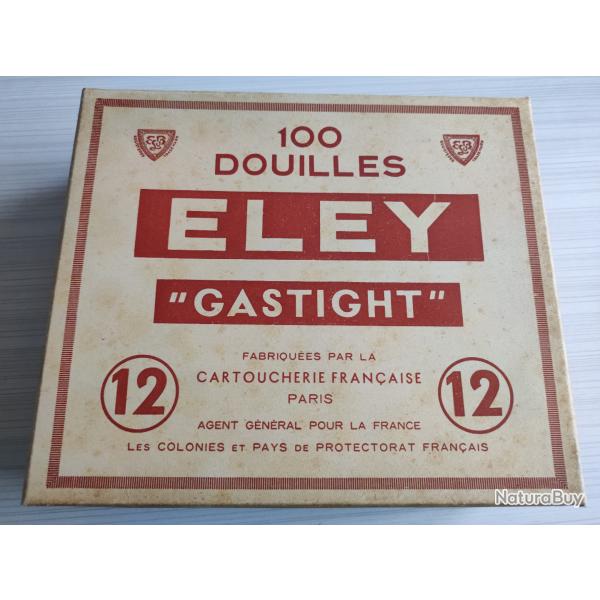 100
DOUILLES
ELEY
"GASTIGHT"
FABRIQUÉES PAR LA
12 CARTOUCHERIE FRANÇAISE 12
PARIS
AGENT GÉNÉRAL POUR LA FRANCE
LES COLONIES ET PAYS DE PROTECTORAT FRANÇAIS
NaturaBuy